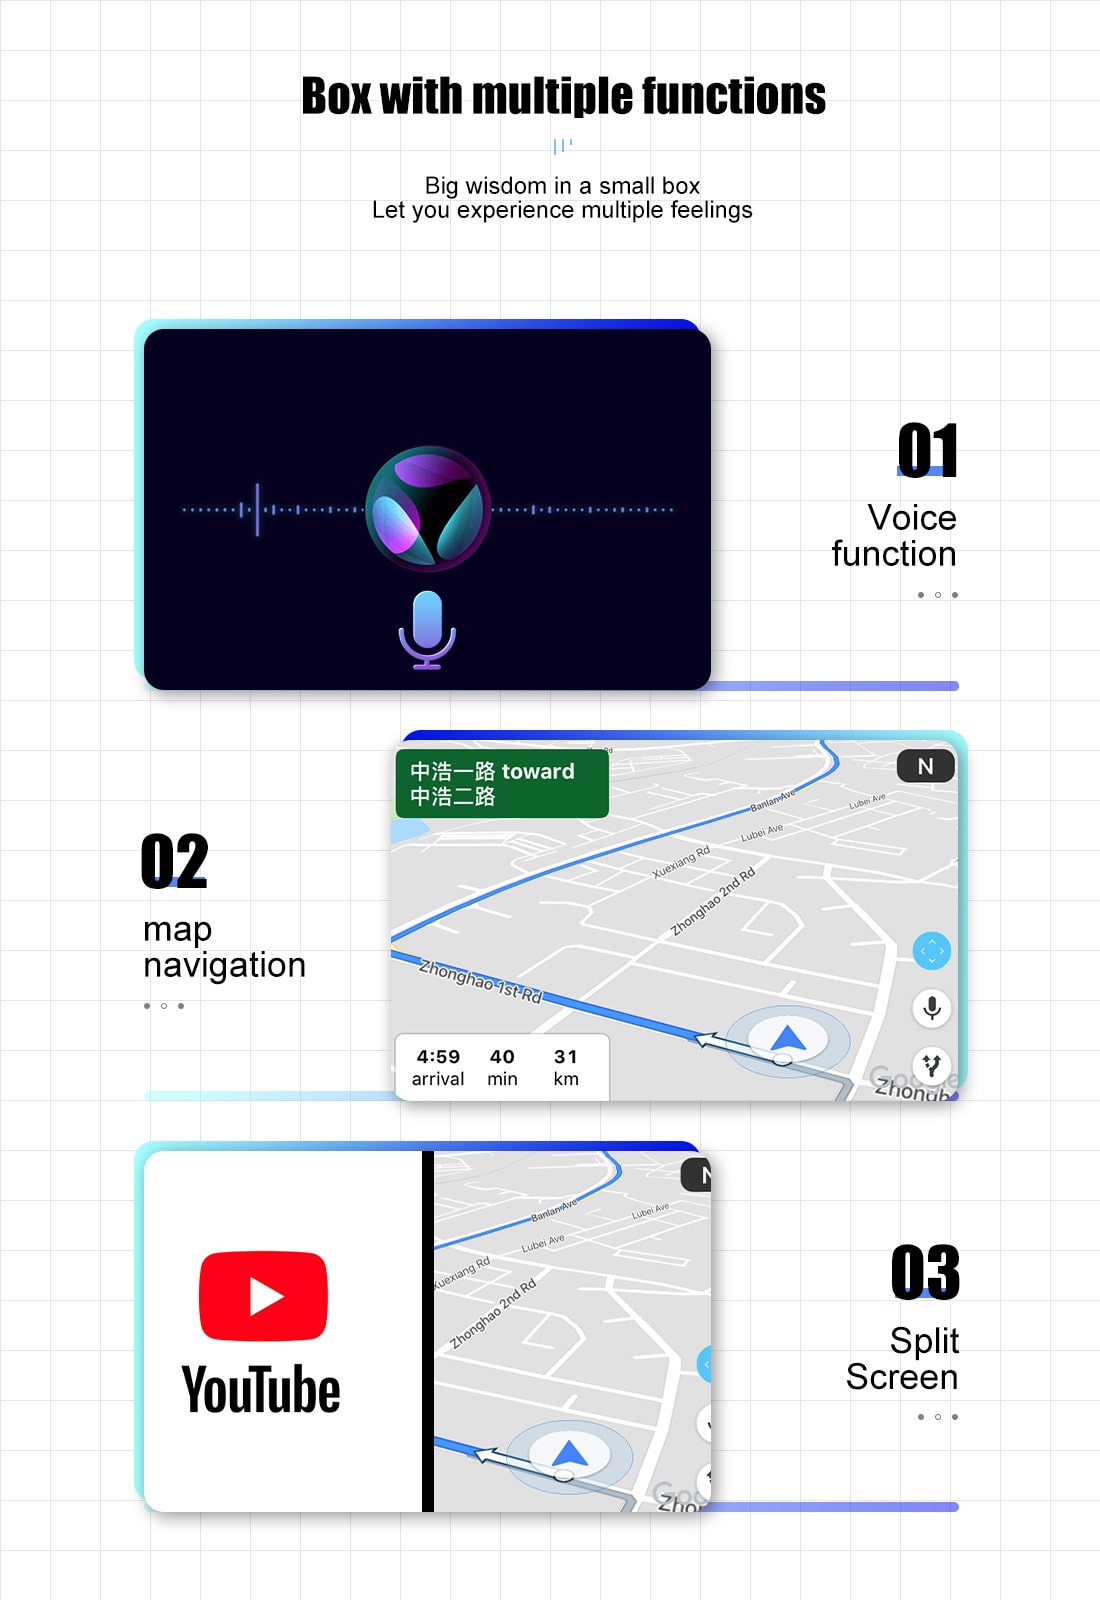 Box with multiple functions
Big wisdom in a small box
Let you experience multiple feelings
01
Voice
function
中浩一路 toward
中浩二路
N
Banlan Ave
Lubei Ave
Lubei Ave
Xuexiang Rd
Zhonghao 2nd Rd
Zhonghao 1st Rd
4:59 40 31
arrival min km
Google
Zhongh
02
map
navigation
YouTube
N
Banlan Ave
Lubei Ave
Lubei Ave
Xuexiang Rd
Zhonghao 2nd Rd
Goo
Zho
03
Split
Screen